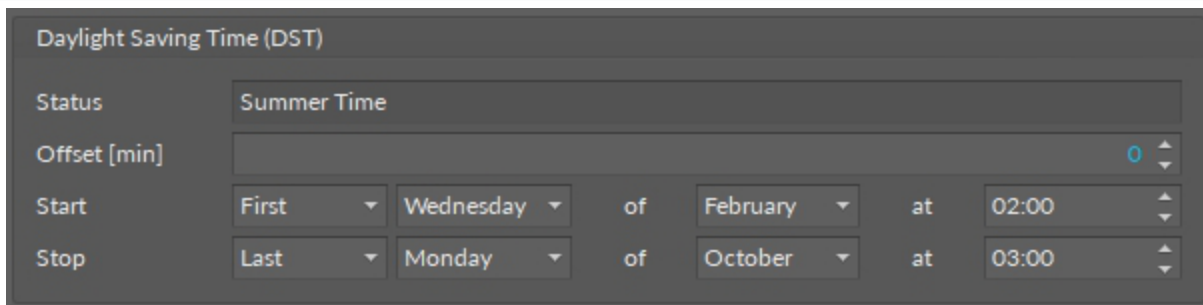 Daylight Saving Time (DST)
Status Summer Time
Offset [min] 0
Start First Wednesday of February at 02:00
Stop Last Monday of October at 03:00